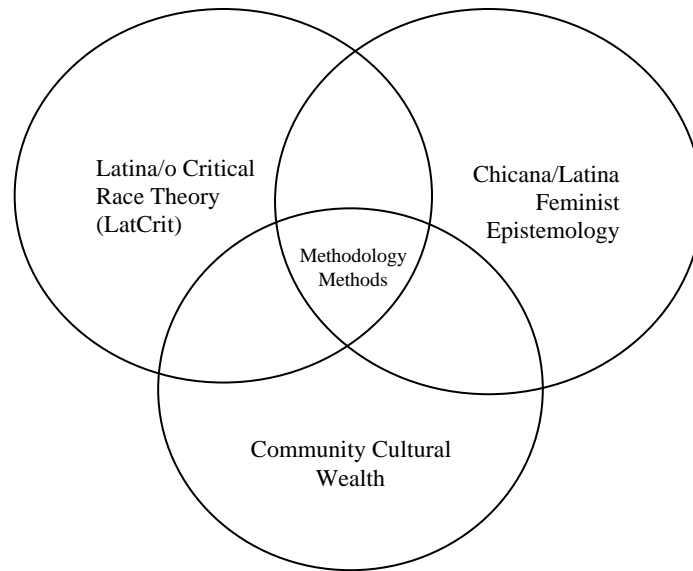 Latina/o Critical
Race Theory
(LatCrit)
Chicana/Latina
Feminist
Epistemology
Methodology
Methods
Community Cultural
Wealth